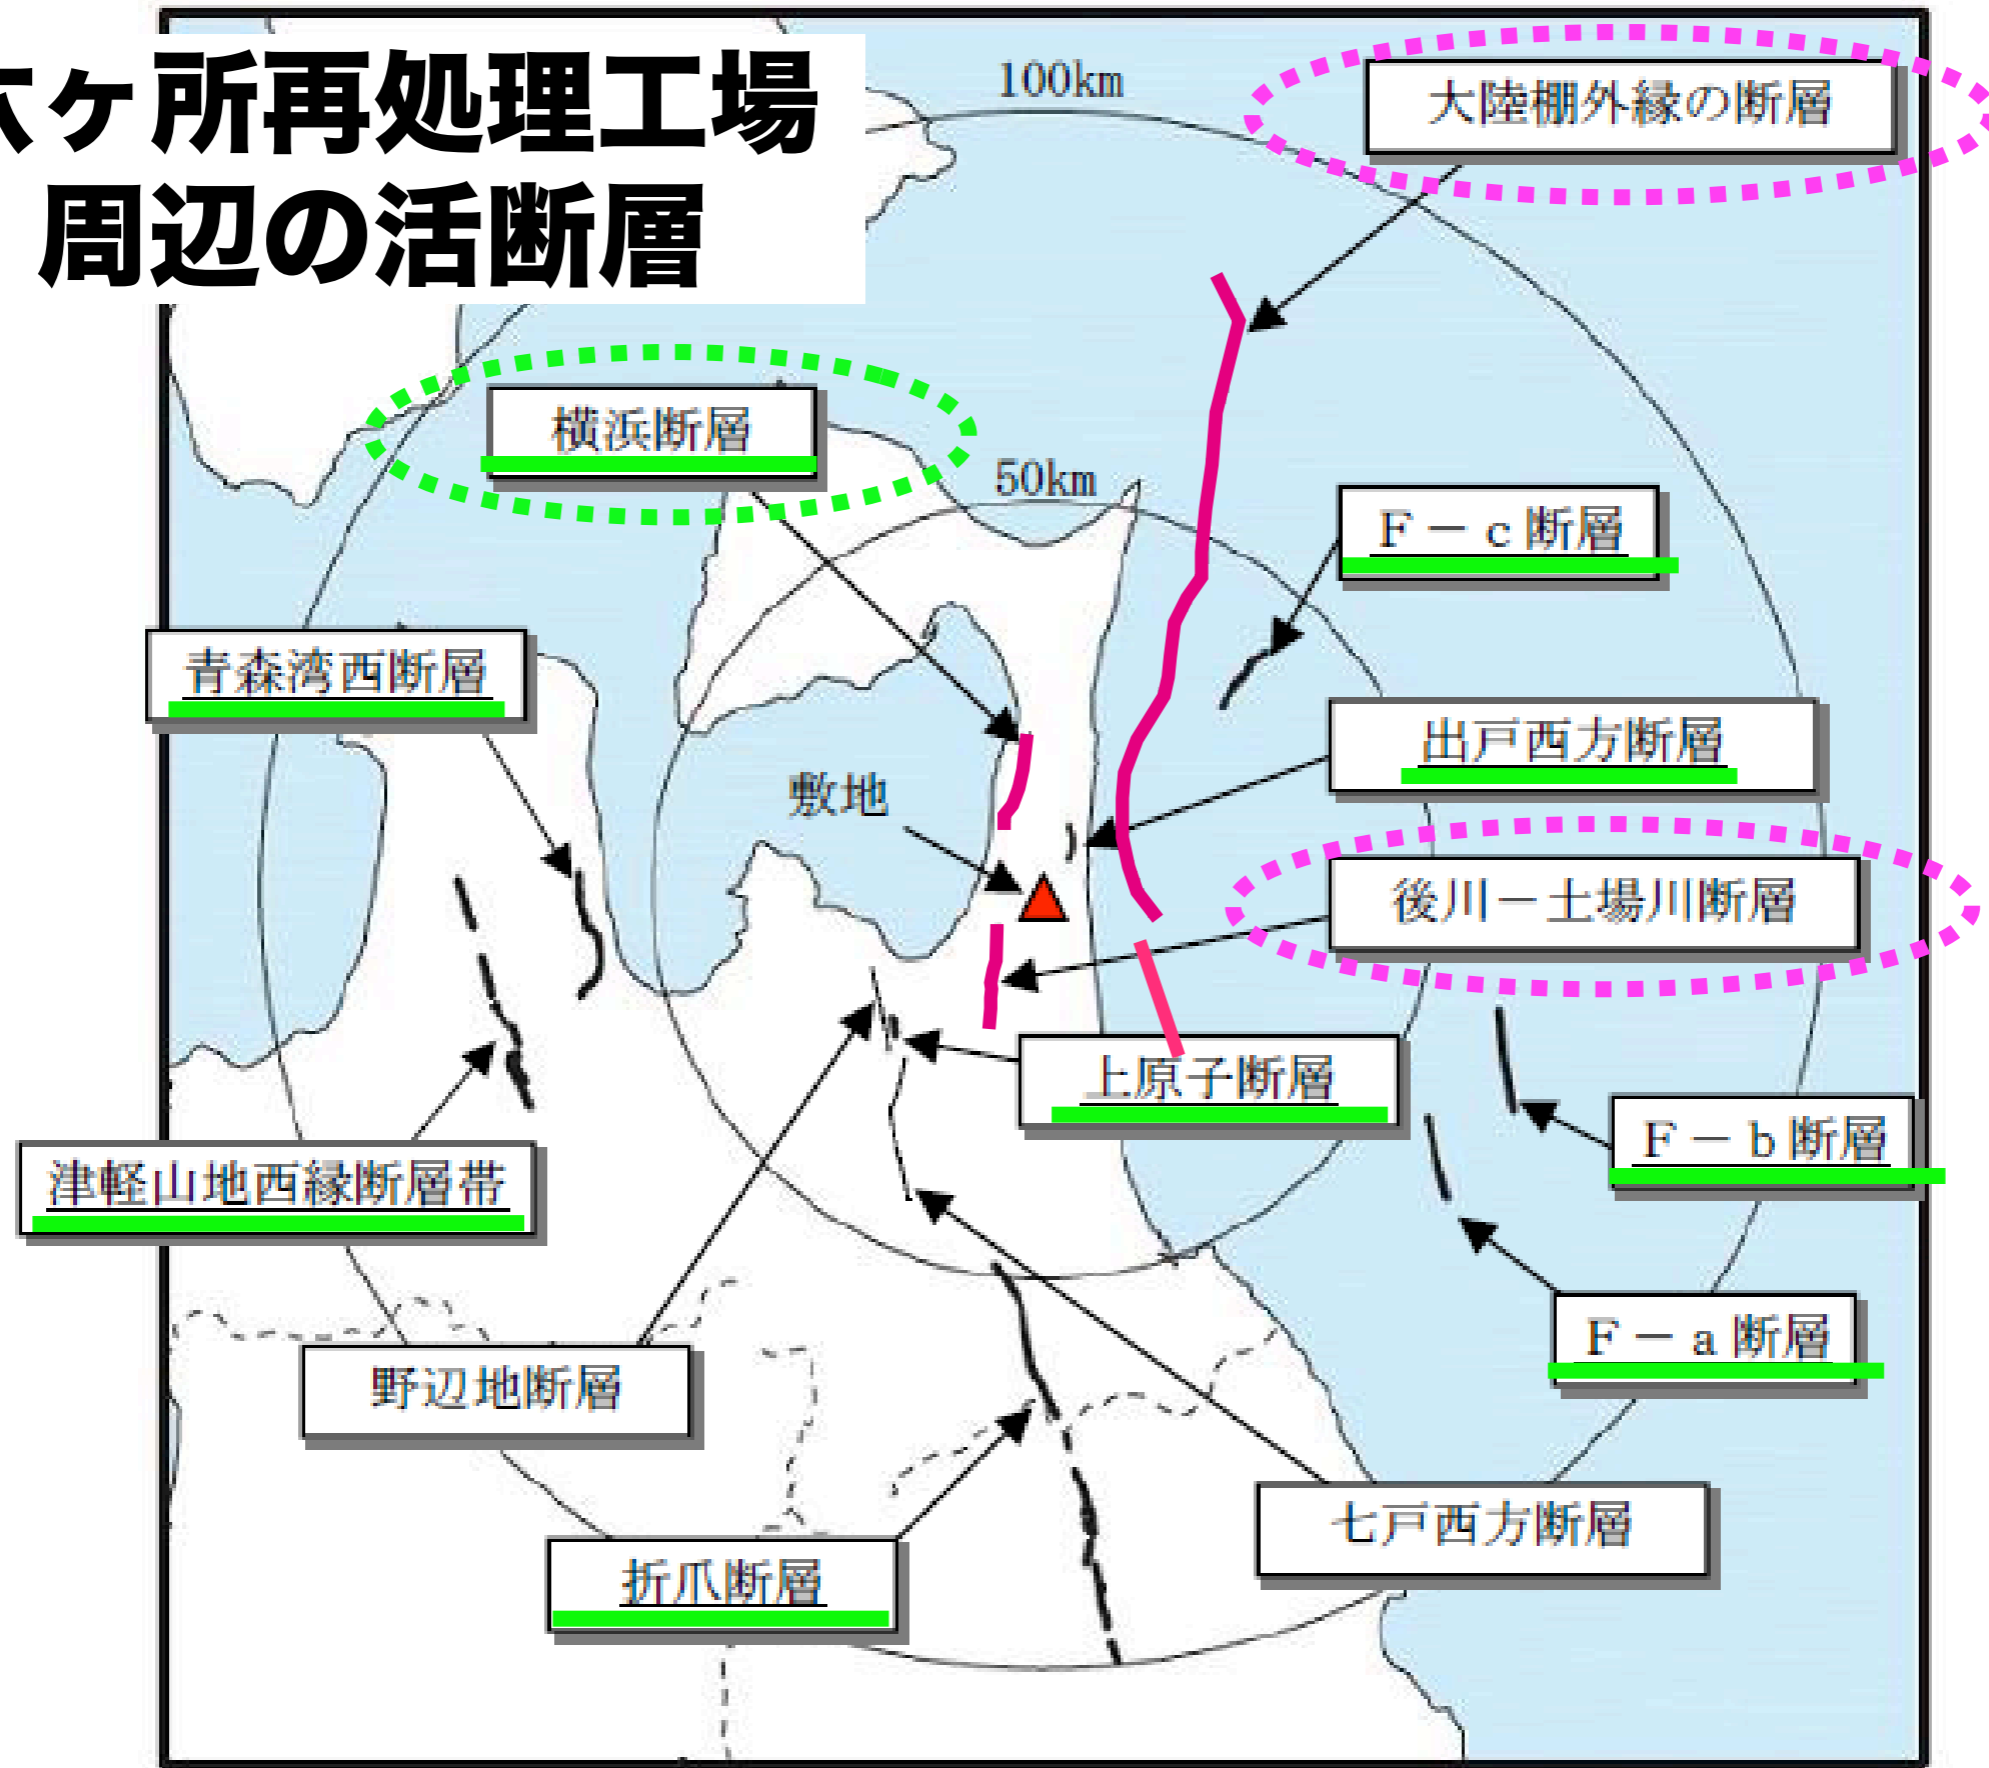 六ヶ所再処理工場
周辺の活断層
100km
大陸棚外縁の断層
横浜断層
50km
F－c断層
青森湾西断層
出戸西方断層
敷地
後川－土場川断層
上原子断層
F－b断層
津軽山地西縁断層帯
F－a断層
野辺地断層
七戸西方断層
折爪断層